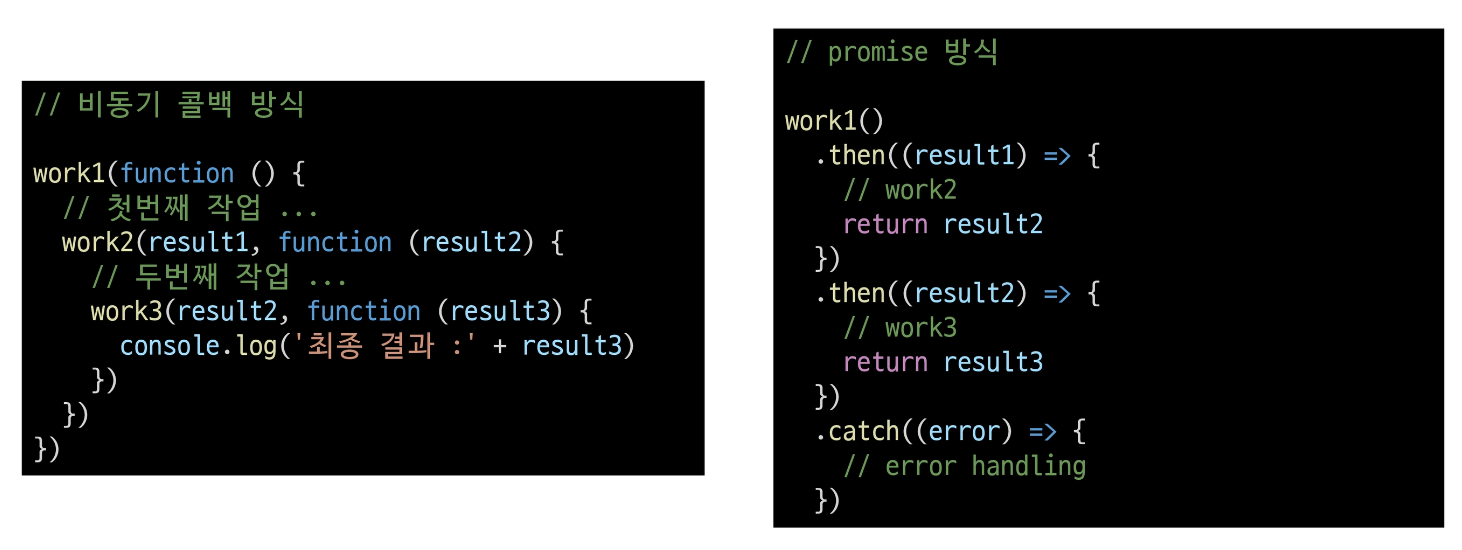 // 비동기 콜백 방식
work1(function () {
  // 첫번째 작업 ...
  work2(result1, function (result2) {
    // 두번째 작업 ...
    work3(result2, function (result3) {
      console.log('최종 결과 :' + result3)
    })
  })
})
// promise 방식
work1()
  .then((result1) => {
    // work2
    return result2
  })
  .then((result2) => {
    // work3
    return result3
  })
  .catch((error) => {
    // error handling
  })